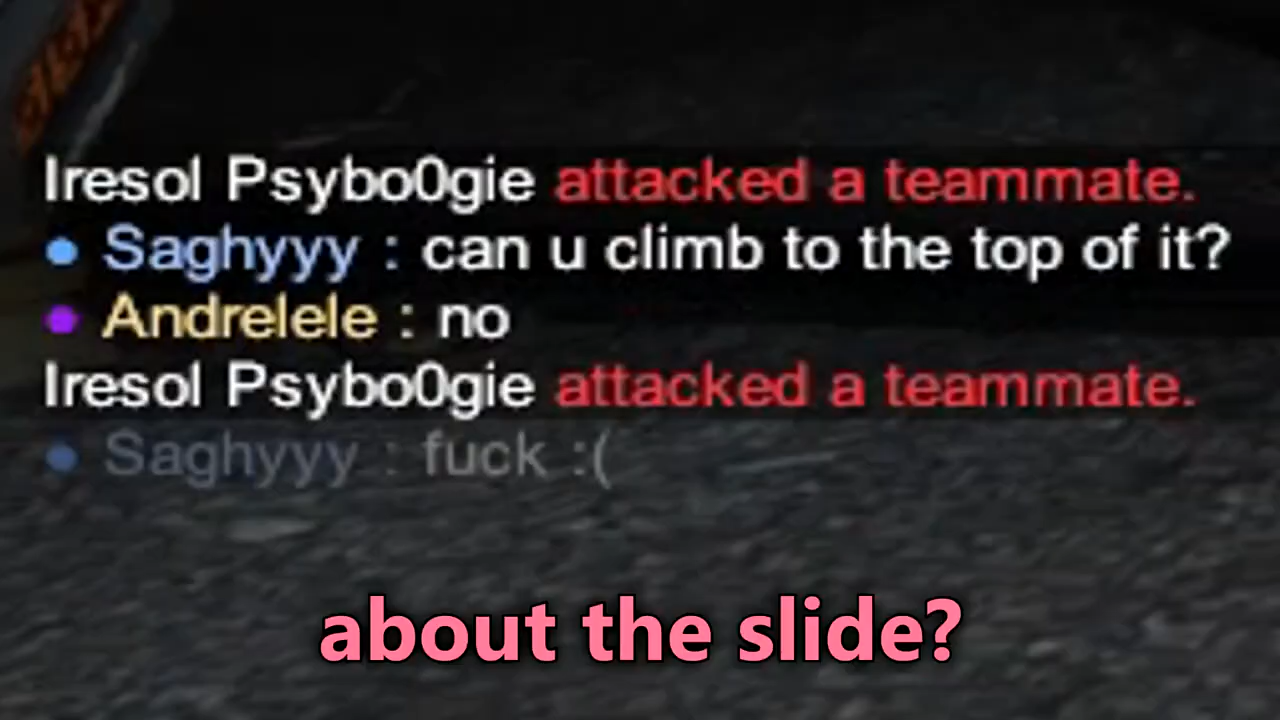 Iresol Psybo0gie attacked a teammate.
● Saghyyy : can u climb to the top of it?
● Andrelele : no
Iresol Psybo0gie attacked a teammate.
● Saghyyy : fuck :(
about the slide?